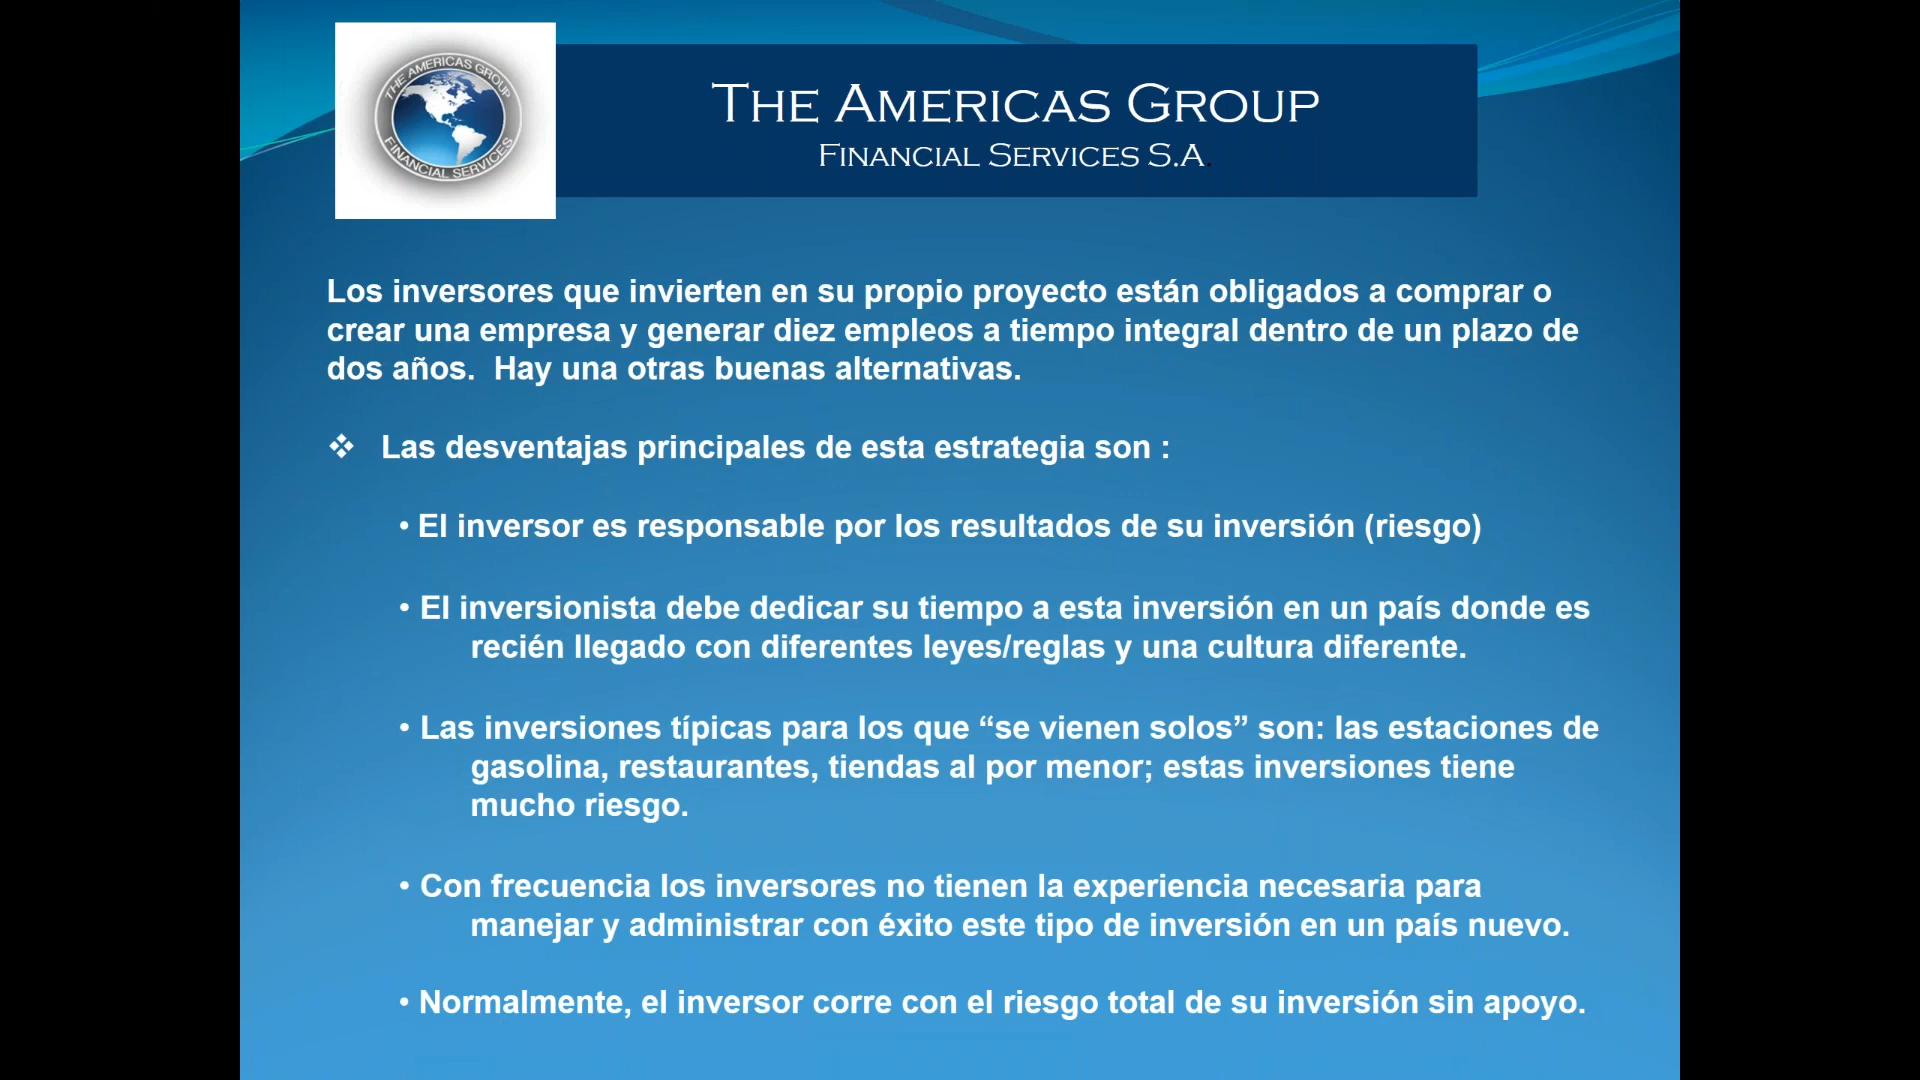 THE AMERICAS GROUP
FINANCIAL SERVICES
THE AMERICAS GROUP
FINANCIAL SERVICES S.A.
Los inversores que invierten en su propio proyecto están obligados a comprar o
crear una empresa y generar diez empleos a tiempo integral dentro de un plazo de
dos años.  Hay una otras buenas alternativas.
❖ Las desventajas principales de esta estrategia son :
• El inversor es responsable por los resultados de su inversión (riesgo)
• El inversionista debe dedicar su tiempo a esta inversión en un país donde es
recién llegado con diferentes leyes/reglas y una cultura diferente.
• Las inversiones típicas para los que “se vienen solos” son: las estaciones de
gasolina, restaurantes, tiendas al por menor; estas inversiones tiene
mucho riesgo.
• Con frecuencia los inversores no tienen la experiencia necesaria para
manejar y administrar con éxito este tipo de inversión en un país nuevo.
• Normalmente, el inversor corre con el riesgo total de su inversión sin apoyo.